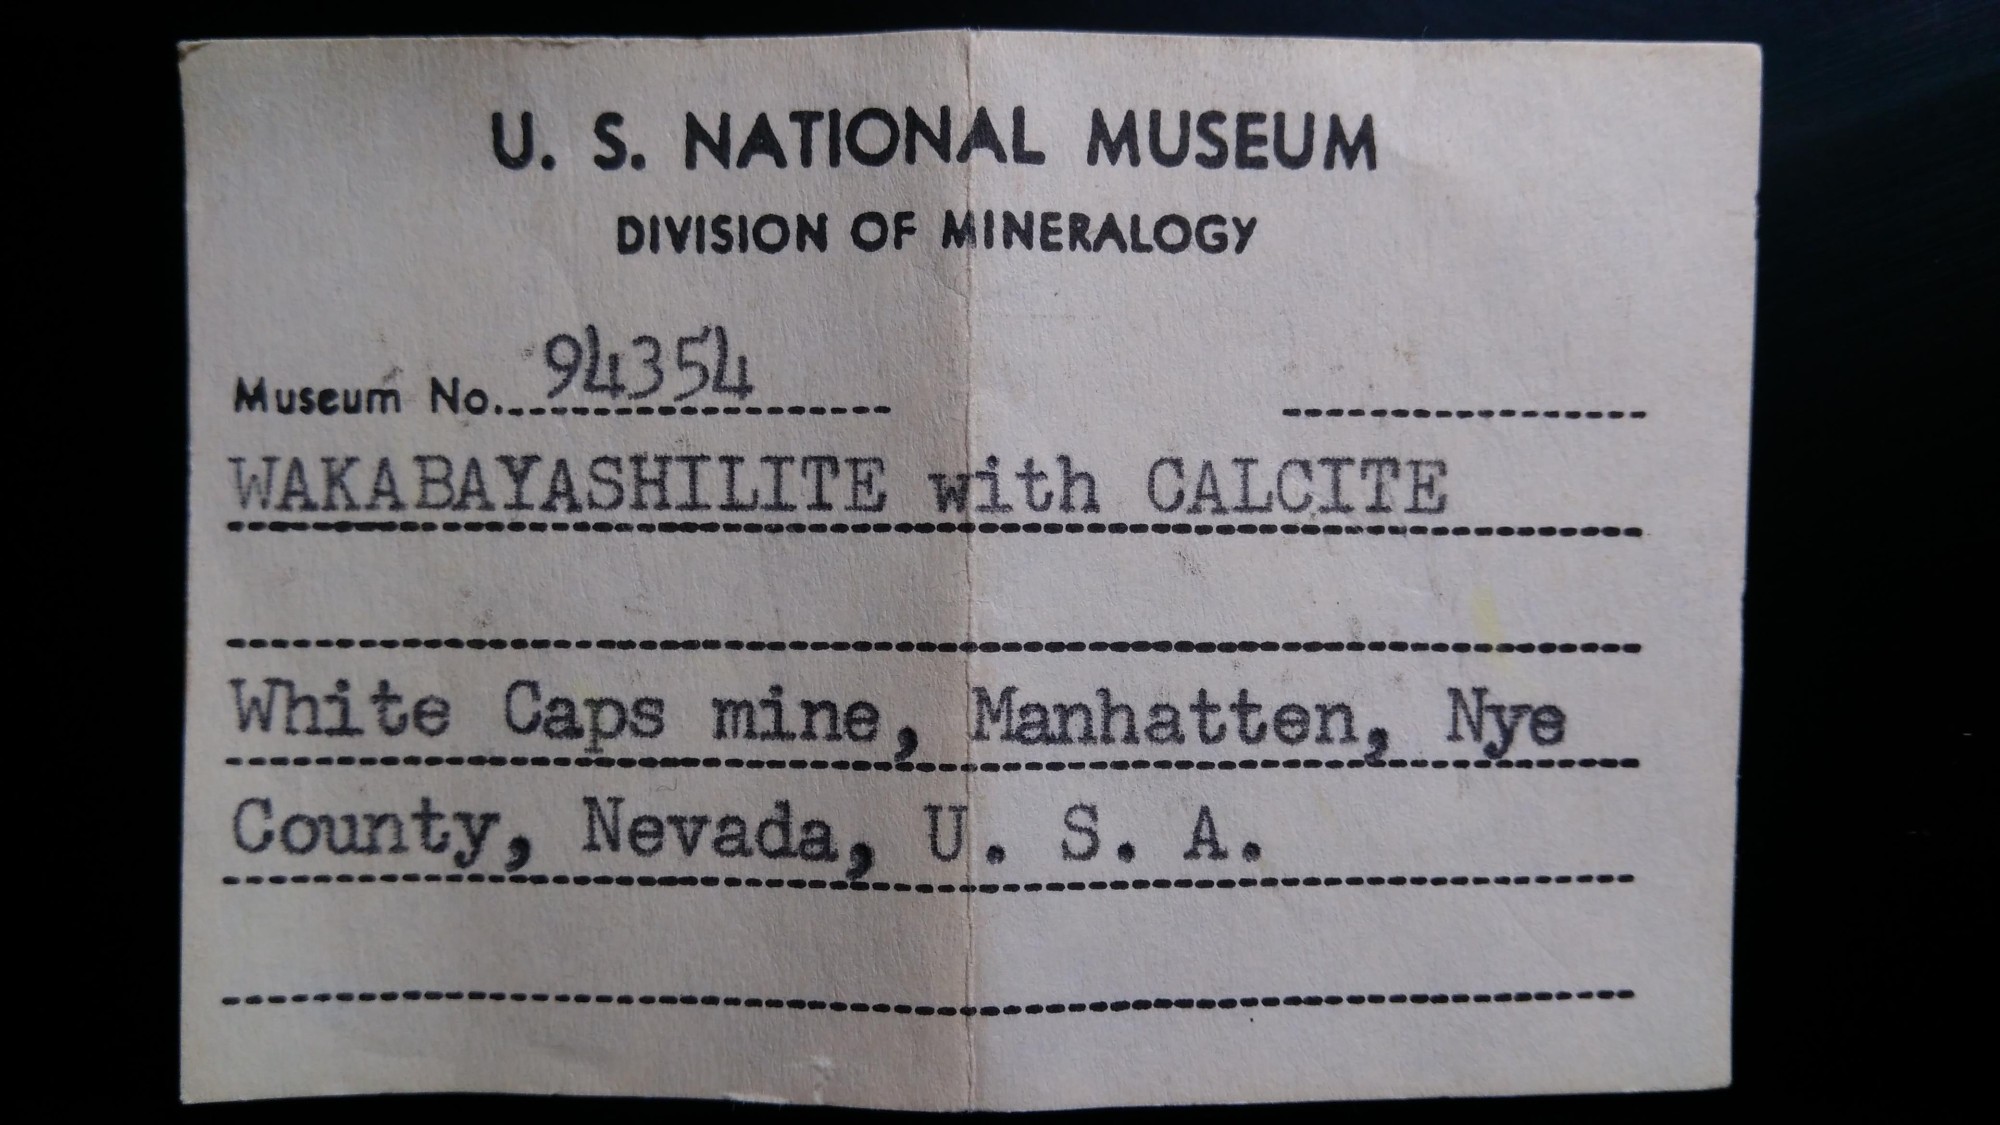 U. S. NATIONAL MUSEUM
DIVISION OF MINERALOGY
Museum No. 94354
WAKABAYASHILITE with CALCITE
White Caps mine, Manhatten, Nye
County, Nevada, U. S. A.